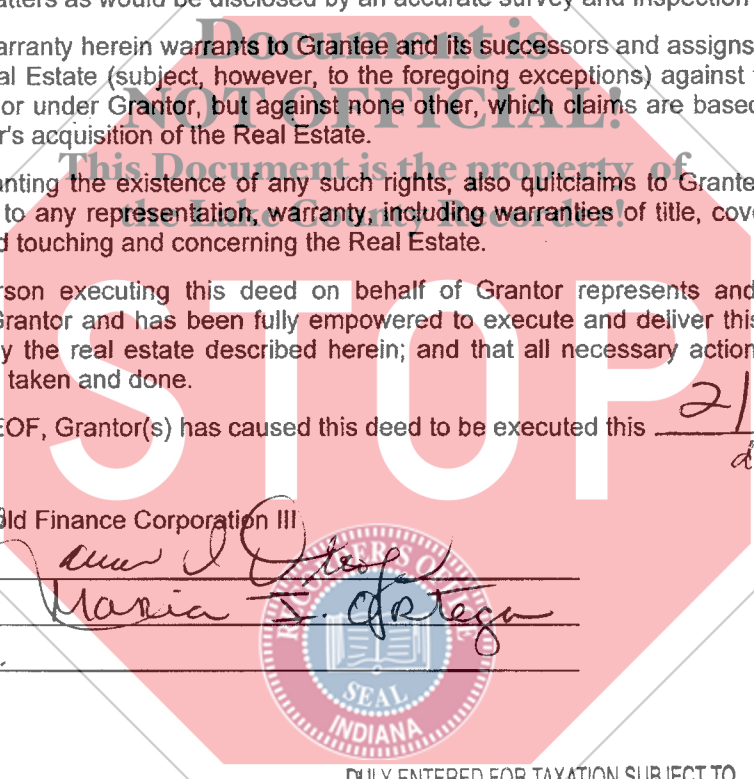 atters as would be disclosed by an accurate survey and inspection
Document is
arranty herein warrants to Grantee and its successors and assigns
al Estate (subject, however, to the foregoing exceptions) against
NOT OFFICIAL!
or under Grantor, but against none other, which claims are based
r's acquisition of the Real Estate.
This Document is the property of
anting the existence of any such rights, also quitclaims to Grante
the Lake County Recorder!
to any representation, warranty, including warranties of title, cov
d touching and concerning the Real Estate.
STOP
rson executing this deed on behalf of Grantor represents and
Grantor and has been fully empowered to execute and deliver this
y the real estate described herein; and that all necessary action
taken and done.
EOF, Grantor(s) has caused this deed to be executed this 21
old Finance Corporation III
Maria I. Ortega
SEAL
INDIANA
DULY ENTERED FOR TAXATION SUBJECT TO